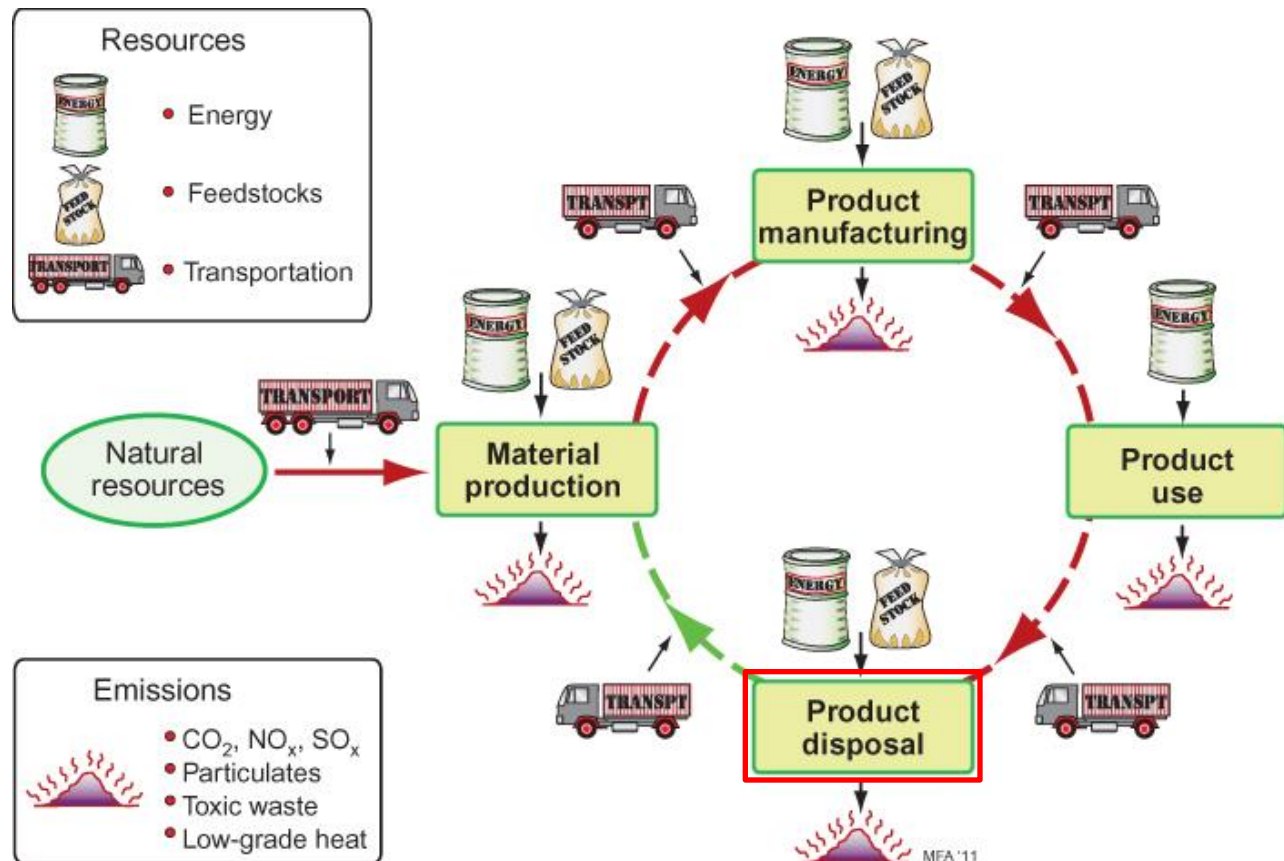 Resources
ENERGY
• Energy
FEED
STOCK
• Feedstocks
TRANSPORT
• Transportation
ENERGY
FEED
STOCK
TRANSPT
Product
manufacturing
TRANSPT
ENERGY
FEED
STOCK
ENERGY
TRANSPORT
Natural
resources
Material
production
Product
use
ENERGY
FEED
STOCK
TRANSPT
Product
disposal
TRANSPT
Emissions
• CO₂, NOₓ, SOₓ
• Particulates
• Toxic waste
• Low-grade heat
MFA '11